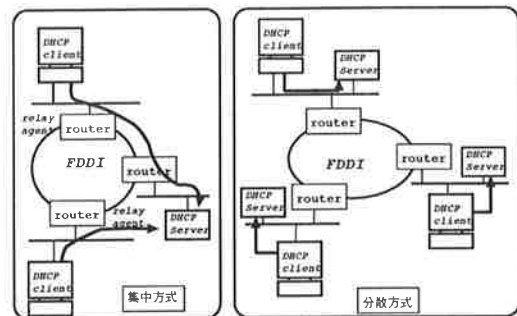 DHCP
client
relay
agent
router
FDDI
router
router
relay
agent
DHCP
Server
DHCP
client
集中方式
DHCP
client
DHCP
Server
router
FDDI
router
DHCP
Server
DHCP
Server
router
DHCP
client
DHCP
client
分散方式